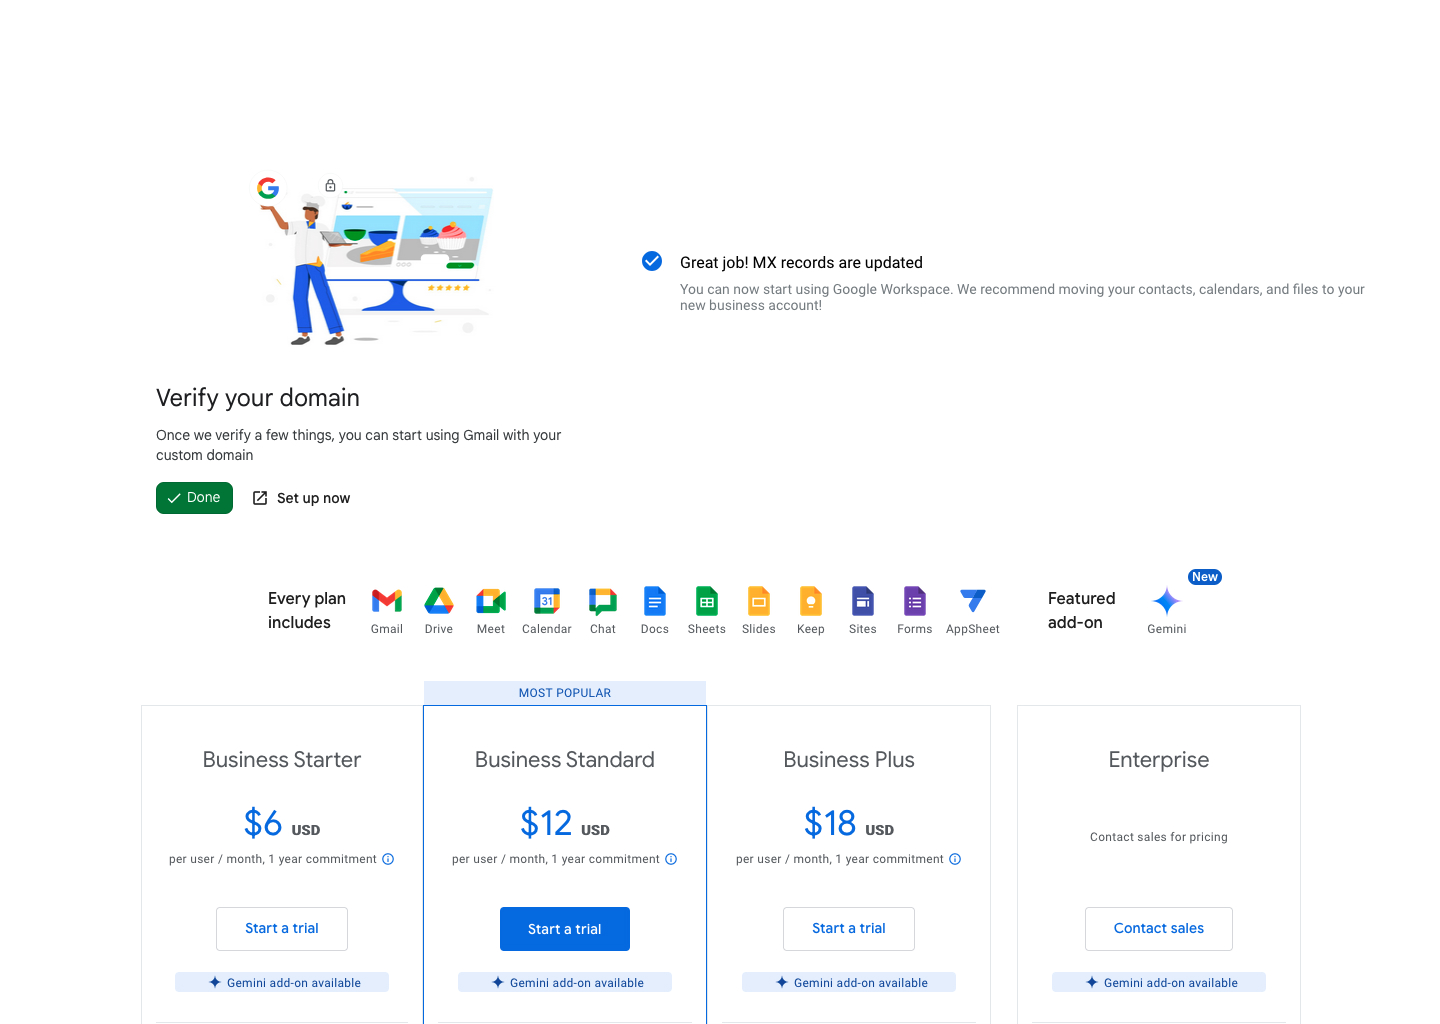 Great job! MX records are updated
You can now start using Google Workspace. We recommend moving your contacts, calendars, and files to your
new business account!
Verify your domain
Once we verify a few things, you can start using Gmail with your
custom domain
Done
Set up now
Every plan
includes
Gmail
Drive
Meet
31
Calendar
Chat
Docs
Sheets
Slides
Keep
Sites
Forms
AppSheet
Featured
add-on
New
Gemini
MOST POPULAR
Business Starter
$6 USD
per user / month, 1 year commitment
Start a trial
Gemini add-on available
Business Standard
$12 USD
per user / month, 1 year commitment
Start a trial
Gemini add-on available
Business Plus
$18 USD
per user / month, 1 year commitment
Start a trial
Gemini add-on available
Enterprise
Contact sales for pricing
Contact sales
Gemini add-on available